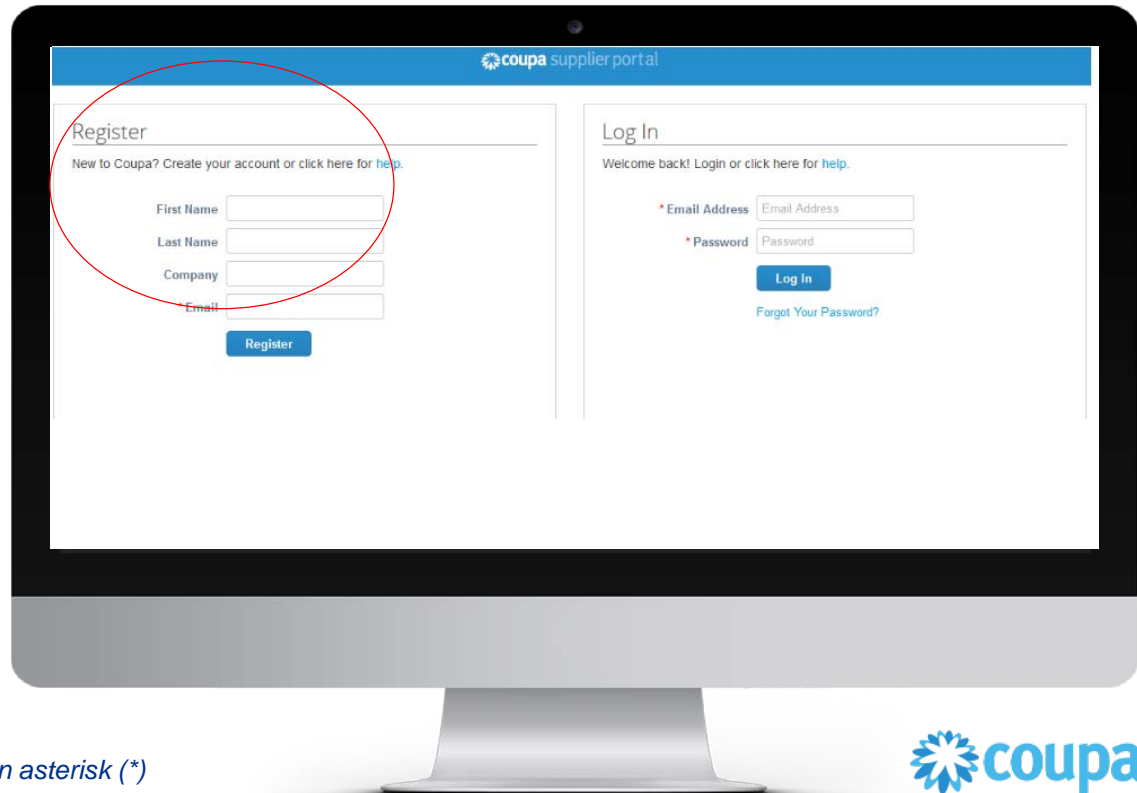 coupa supplier portal
Register
New to Coupa? Create your account or click here for help.
First Name
Last Name
Company
* Email
Register
Log In
Welcome back! Login or click here for help.
* Email Address Email Address
* Password Password
Log In
Forgot Your Password?
n asterisk (*)
coupa